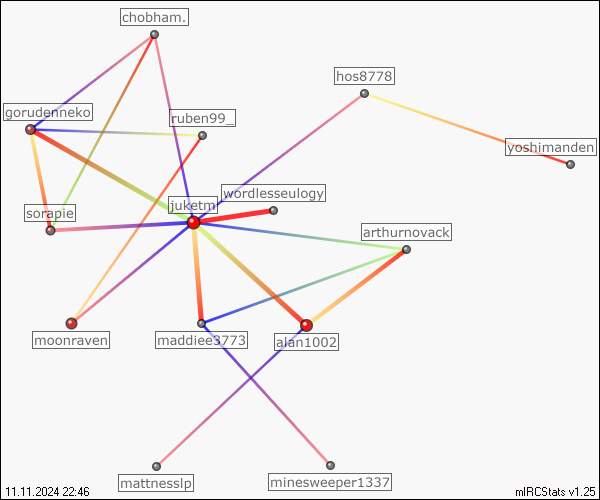 chobham.
hos8778
gorudenneko
ruben99_
yoshimanden
wordlesseulogy
juketm
sorapie
arthurnovack
moonraven
maddiee3773
alan1002
mattnesslp
minesweeper1337
11.11.2024 22:46
mIRCStats v1.25